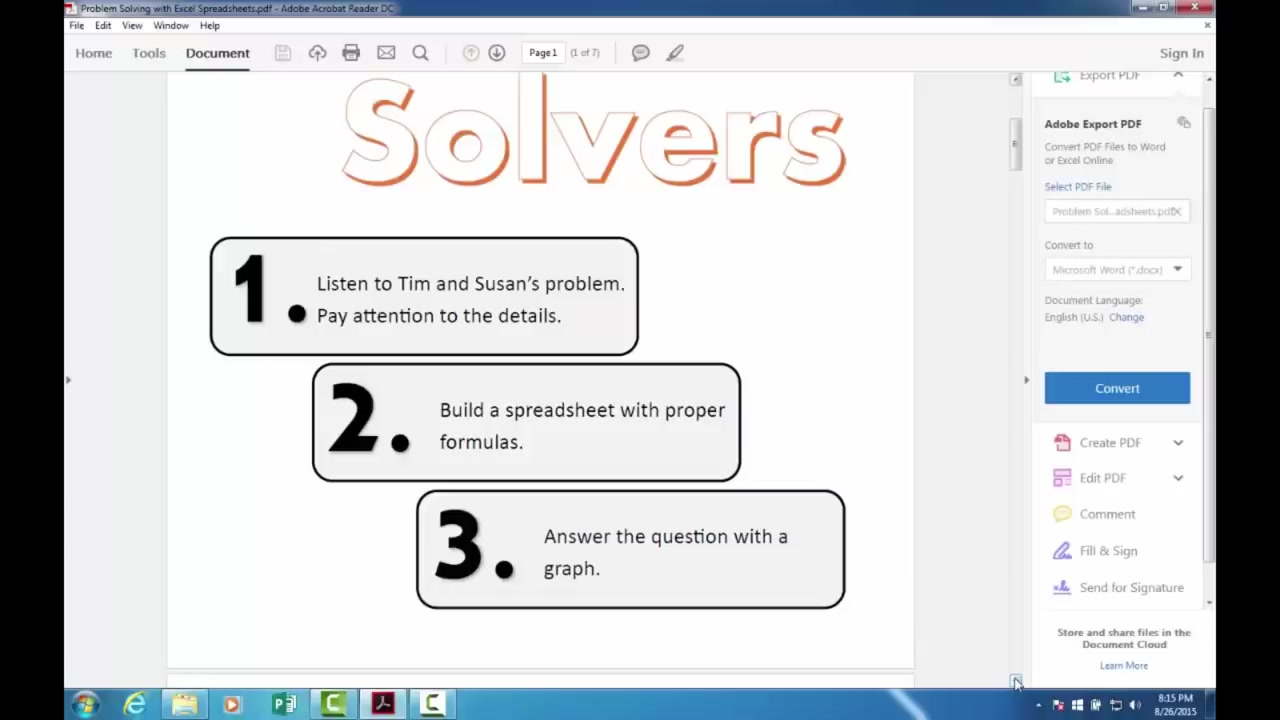 Problem Solving with Excel Spreadsheets.pdf - Adobe Acrobat Reader DC
File Edit View Window Help
Home Tools Document Page 1 (1 of 7) Sign In
Solvers
1. Listen to Tim and Susan's problem.
Pay attention to the details.
2. Build a spreadsheet with proper
formulas.
3. Answer the question with a
graph.
Export PDF
Adobe Export PDF
Convert PDF Files to Word
or Excel Online
Select PDF File
Problem Sol...adsheets.pdf
Convert to
Microsoft Word (*.docx)
Document Language:
English (U.S.) Change
Convert
Create PDF
Edit PDF
Comment
Fill & Sign
Send for Signature
Store and share files in the
Document Cloud
Learn More
8:15 PM
8/26/2015